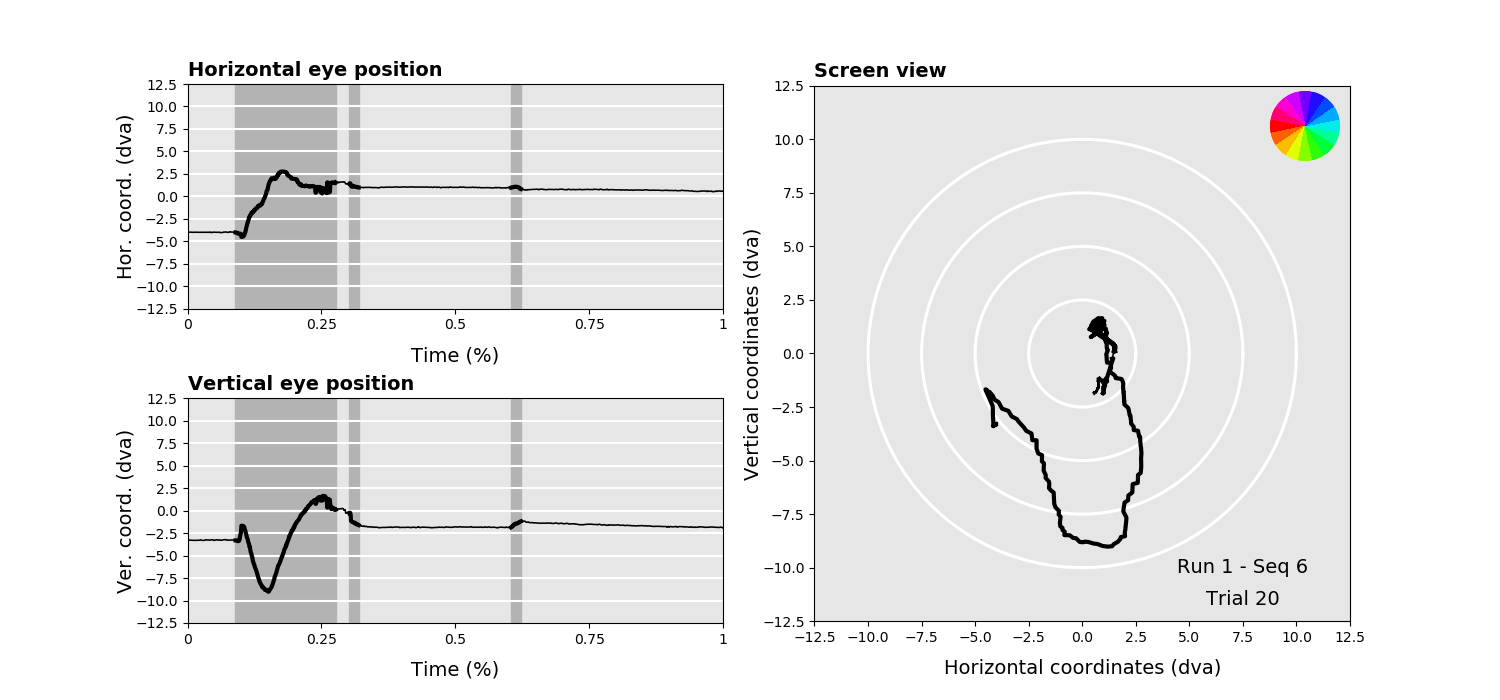 Horizontal eye position
Hor. coord. (dva)
12.5
10.0
7.5
5.0
2.5
0.0
−2.5
−5.0
−7.5
−10.0
−12.5
0 0.25 0.5 0.75 1
Time (%)
Vertical eye position
Ver. coord. (dva)
12.5
10.0
7.5
5.0
2.5
0.0
−2.5
−5.0
−7.5
−10.0
−12.5
0 0.25 0.5 0.75 1
Time (%)
Screen view
Vertical coordinates (dva)
12.5
10.0
7.5
5.0
2.5
0.0
−2.5
−5.0
−7.5
−10.0
−12.5
Run 1 - Seq 6
Trial 20
−12.5 −10.0 −7.5 −5.0 −2.5 0.0 2.5 5.0 7.5 10.0 12.5
Horizontal coordinates (dva)